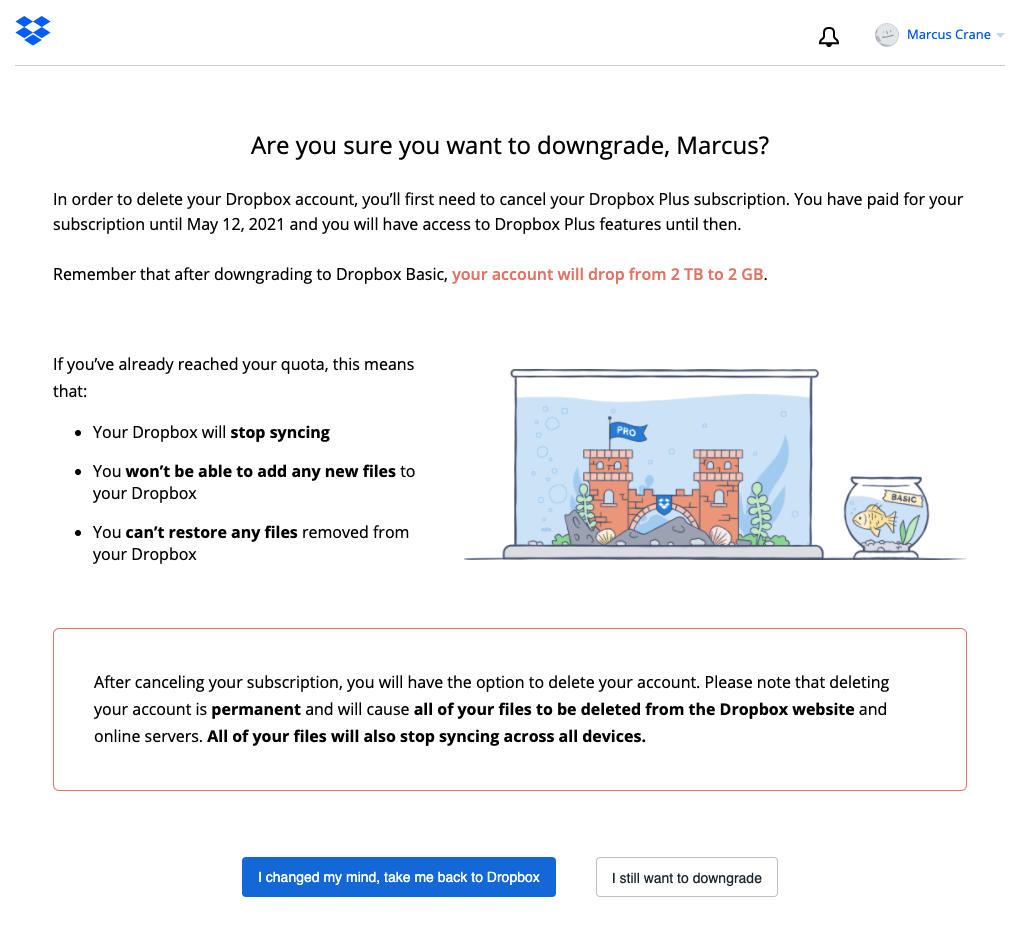 Marcus Crane
Are you sure you want to downgrade, Marcus?
In order to delete your Dropbox account, you’ll first need to cancel your Dropbox Plus subscription. You have paid for your
subscription until May 12, 2021 and you will have access to Dropbox Plus features until then.
Remember that after downgrading to Dropbox Basic, your account will drop from 2 TB to 2 GB.
If you’ve already reached your quota, this means
that:
• Your Dropbox will stop syncing
• You won’t be able to add any new files to
your Dropbox
• You can’t restore any files removed from
your Dropbox
PRO
BASIC
After canceling your subscription, you will have the option to delete your account. Please note that deleting
your account is permanent and will cause all of your files to be deleted from the Dropbox website and
online servers. All of your files will also stop syncing across all devices.
I changed my mind, take me back to Dropbox
I still want to downgrade